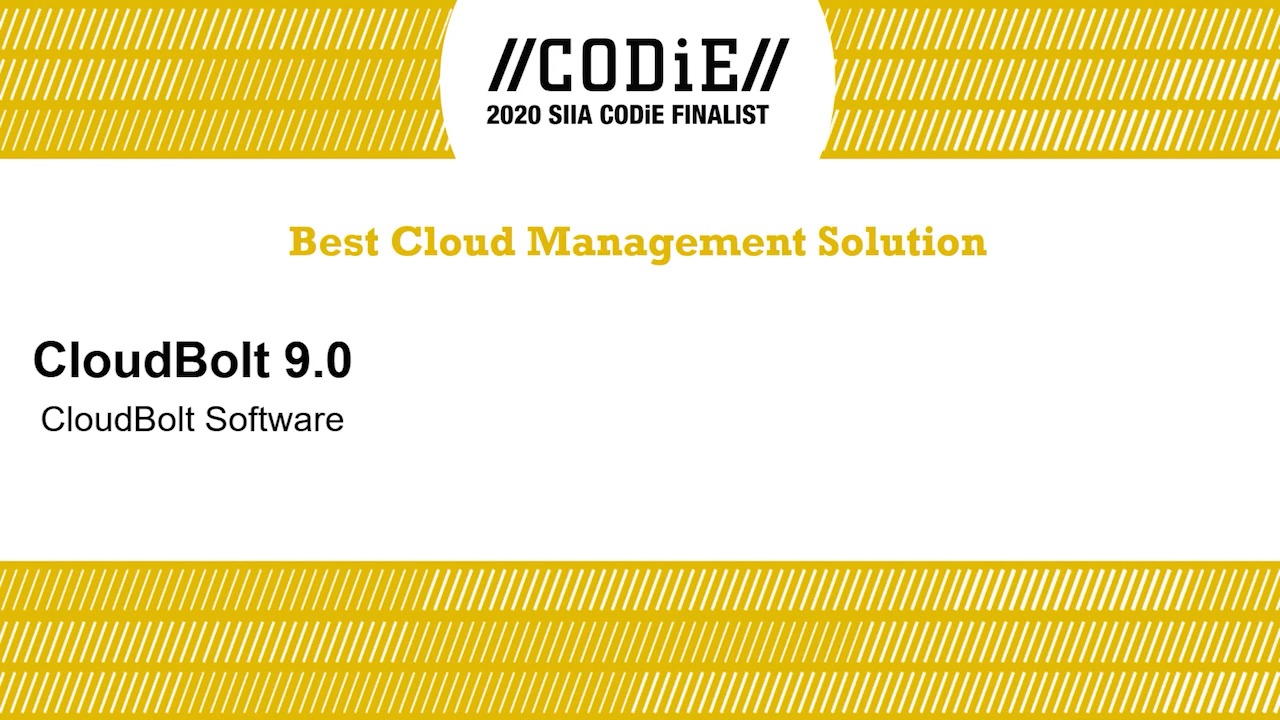 //CODiE//
2020 SIIA CODiE FINALIST
Best Cloud Management Solution
CloudBolt 9.0
CloudBolt Software